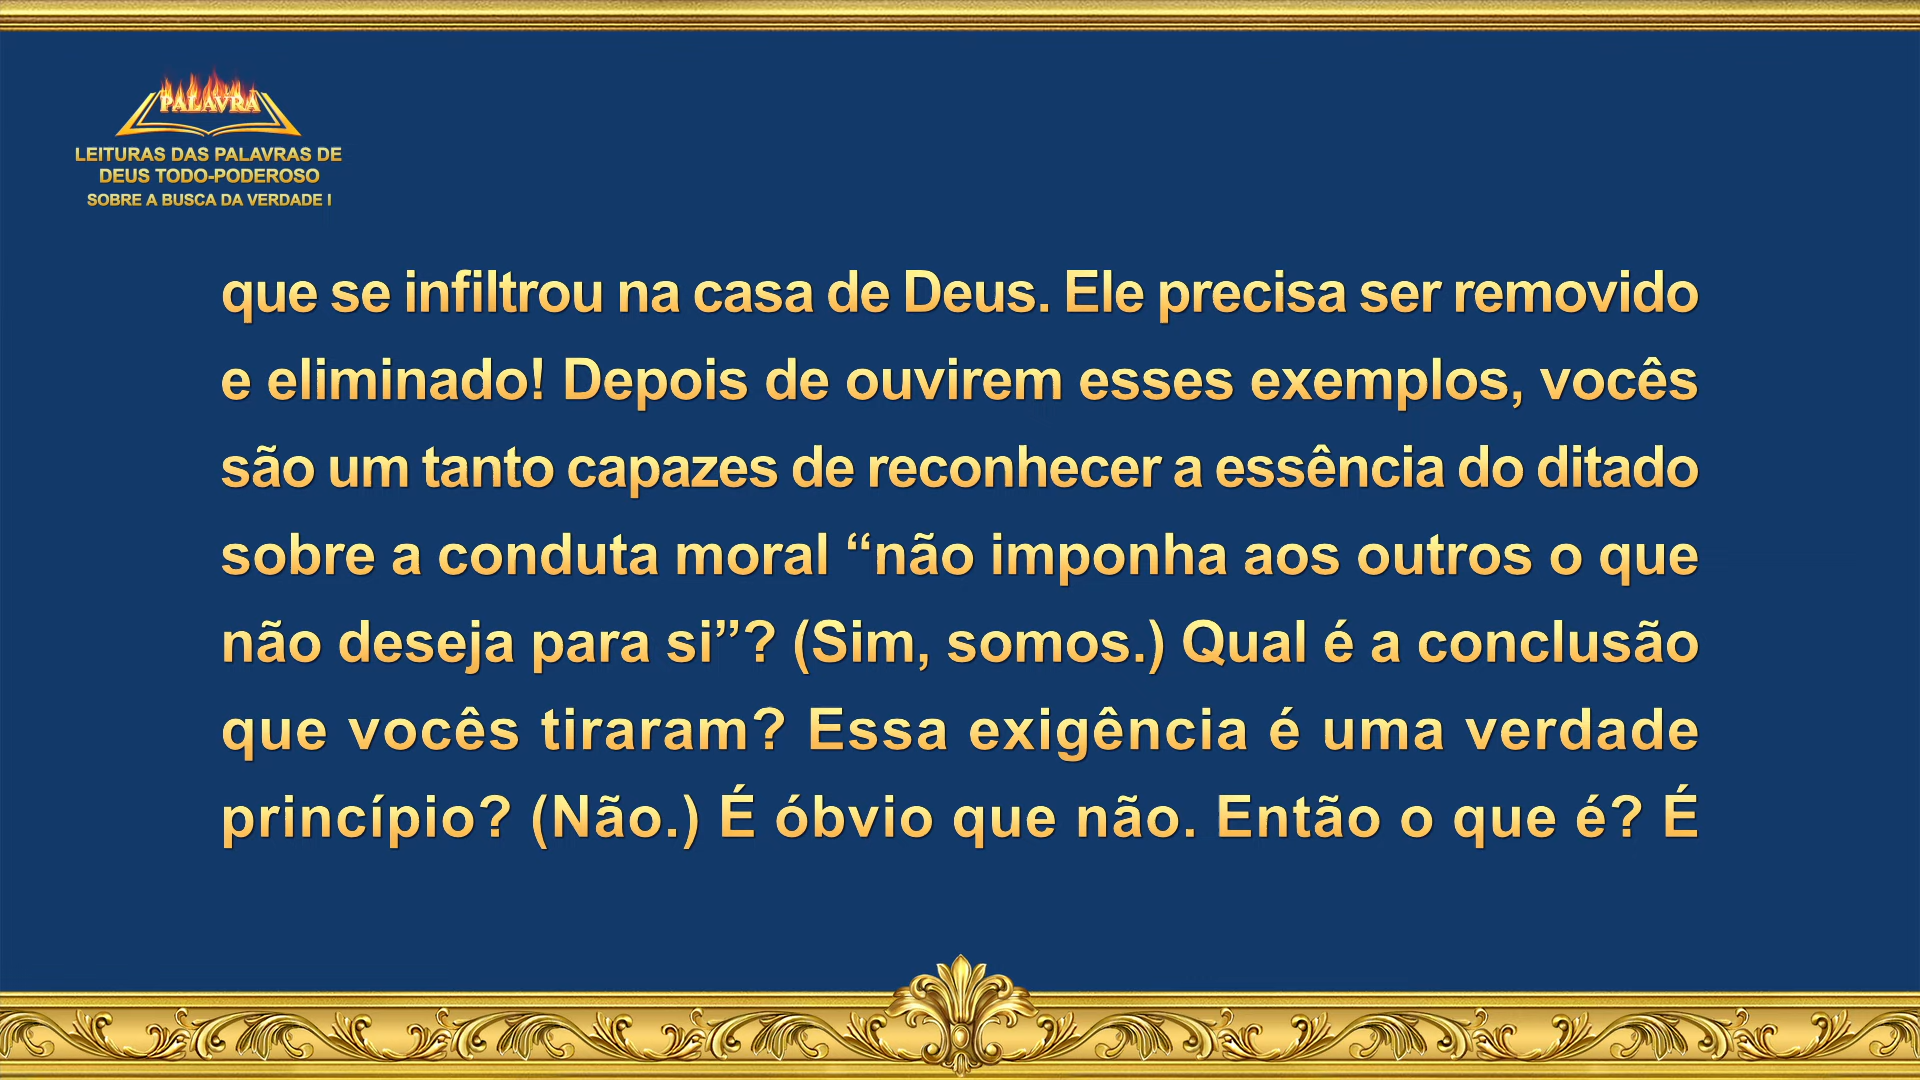 PALAVRA
LEITURAS DAS PALAVRAS DE
DEUS TODO-PODEROSO
SOBRE A BUSCA DA VERDADE I
que se infiltrou na casa de Deus. Ele precisa ser removido
e eliminado! Depois de ouvirem esses exemplos, vocês
são um tanto capazes de reconhecer a essência do ditado
sobre a conduta moral “não imponha aos outros o que
não deseja para si”? (Sim, somos.) Qual é a conclusão
que vocês tiraram? Essa exigência é uma verdade
princípio? (Não.) É óbvio que não. Então o que é? É